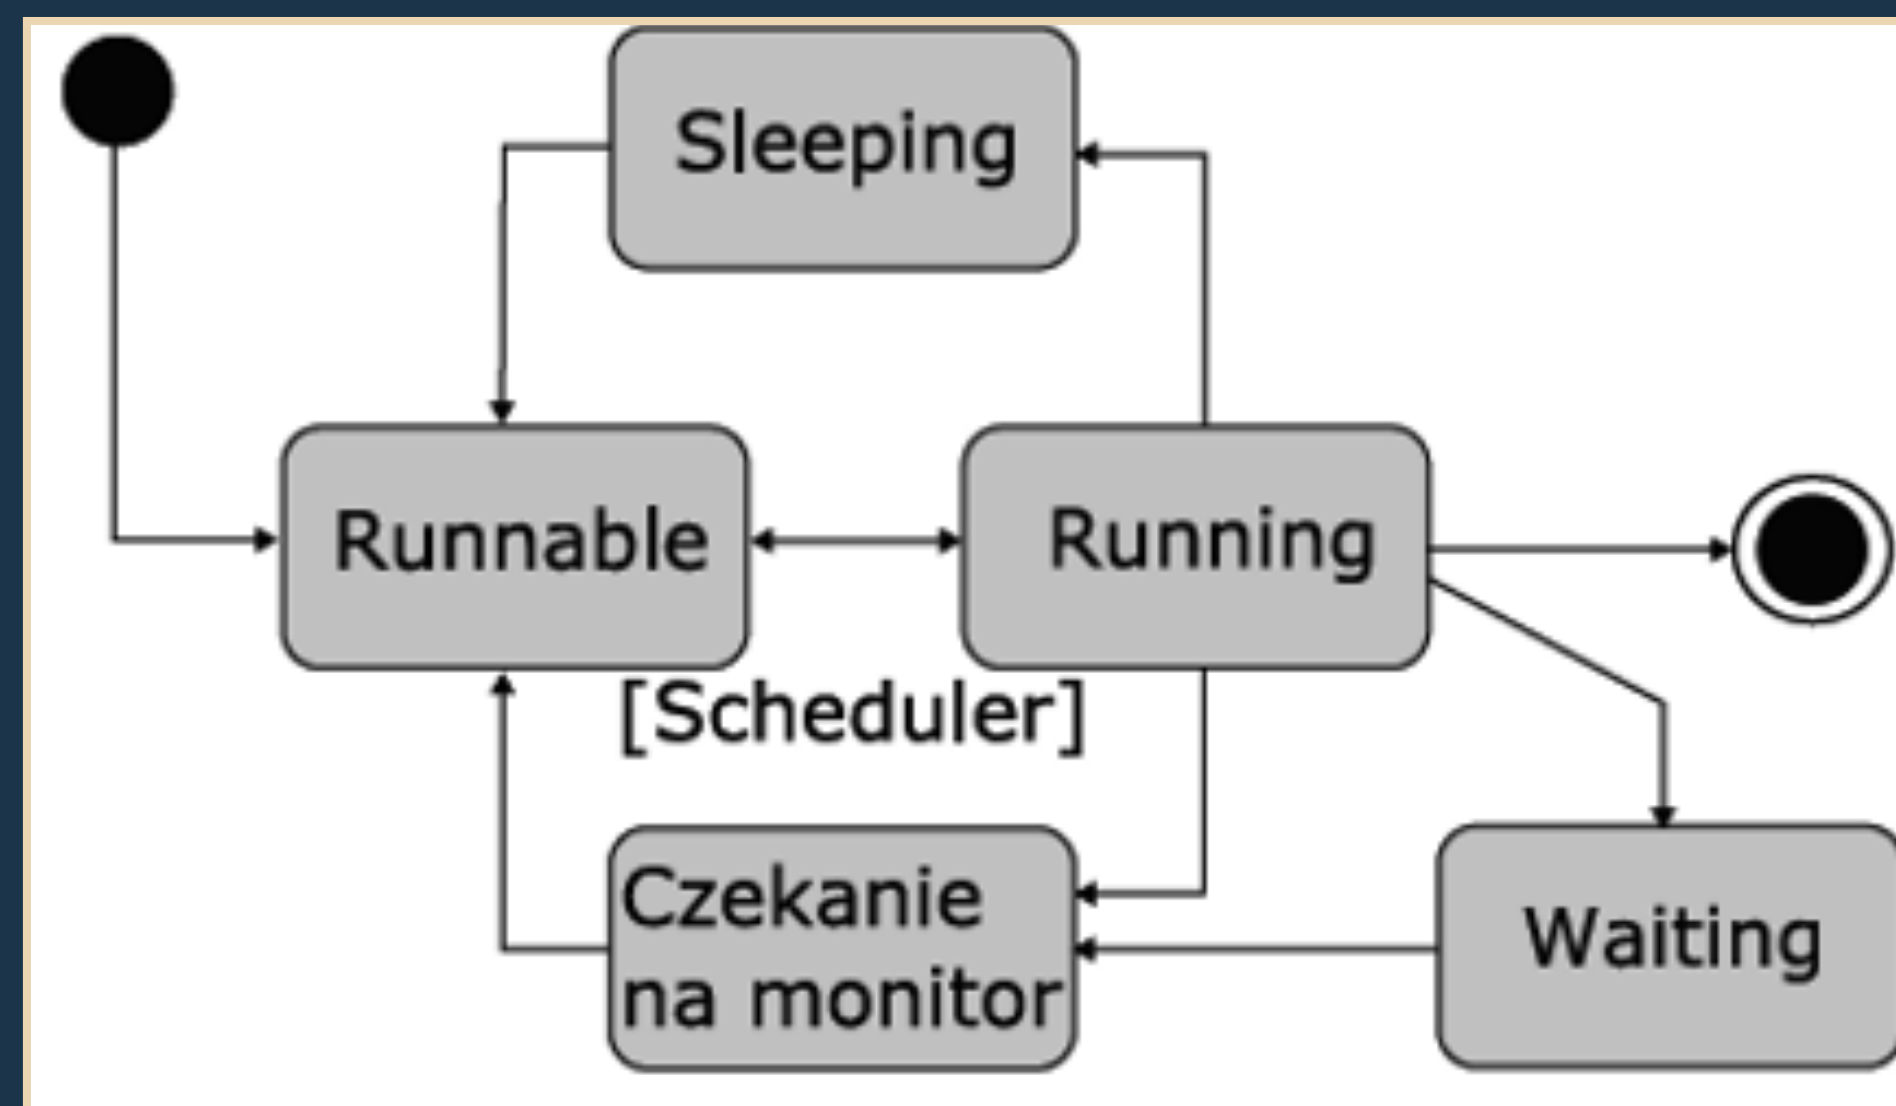 Sleeping
Runnable
Running
[Scheduler]
Czekanie
na monitor
Waiting